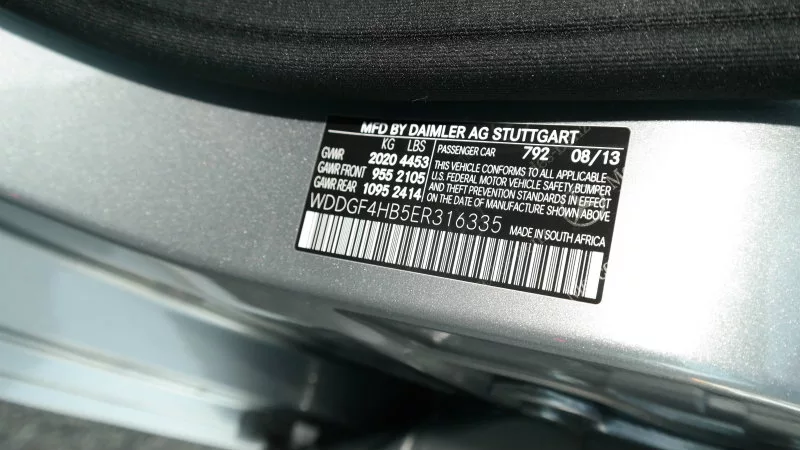 MFD BY DAIMLER AG STUTTGART
KG LBS
GVWR 2020 4453
GAWR FRONT 955 2105
GAWR REAR 1095 2414
PASSENGER CAR 792 08/13
THIS VEHICLE CONFORMS TO ALL APPLICABLE
U.S. FEDERAL MOTOR VEHICLE SAFETY, BUMPER
AND THEFT PREVENTION STANDARDS IN EFFECT
ON THE DATE OF MANUFACTURE SHOWN ABOVE
WDDGF4HB5ER316335
MADE IN SOUTH AFRICA